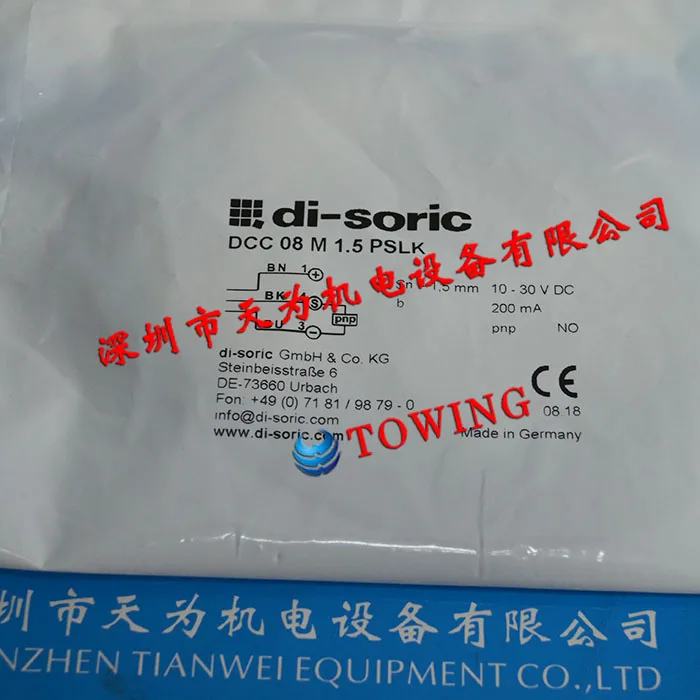 di-soric
DCC 08 M 1.5 PSLK
BN 1 +
Sn 1,5 mm 10 - 30 V DC
BK 4 S
b 200 mA
pnp
3 -
pnp NO
深圳市天为机电设备有限公司
di-soric GmbH & Co. KG
Steinbeisstraße 6
DE-73660 Urbach
Fon: +49 (0) 71 81 / 98 79 - 0
info@di-soric.com
www.di-soric.com
CE
08.18
Made in Germany
TOWING
深圳市天为机电设备有限公司
ENZHEN TIANWEI EQUIPMENT CO.,LTD